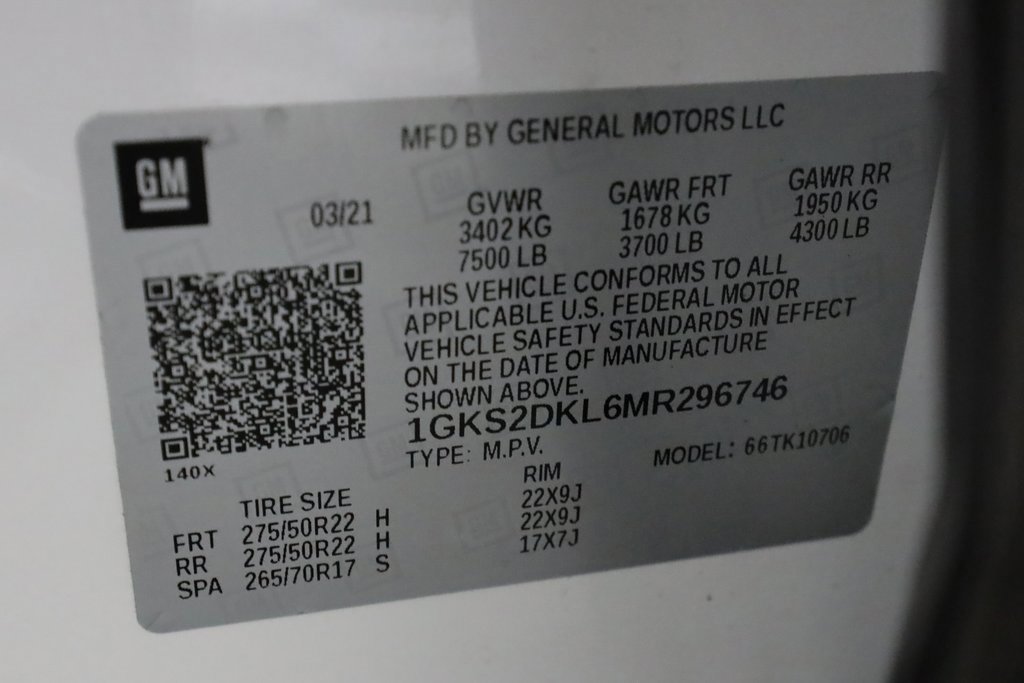 GM
MFD BY GENERAL MOTORS LLC
03/21
GVWR GAWR FRT GAWR RR
3402 KG 1678 KG 1950 KG
7500 LB 3700 LB 4300 LB
THIS VEHICLE CONFORMS TO ALL
APPLICABLE U.S. FEDERAL MOTOR
VEHICLE SAFETY STANDARDS IN EFFECT
ON THE DATE OF MANUFACTURE
SHOWN ABOVE.
1GKS2DKL6MR296746
TYPE: M.P.V. MODEL: 66TK10706
140X
TIRE SIZE RIM
FRT 275/50R22 H 22X9J
RR 275/50R22 H 22X9J
SPA 265/70R17 S 17X7J